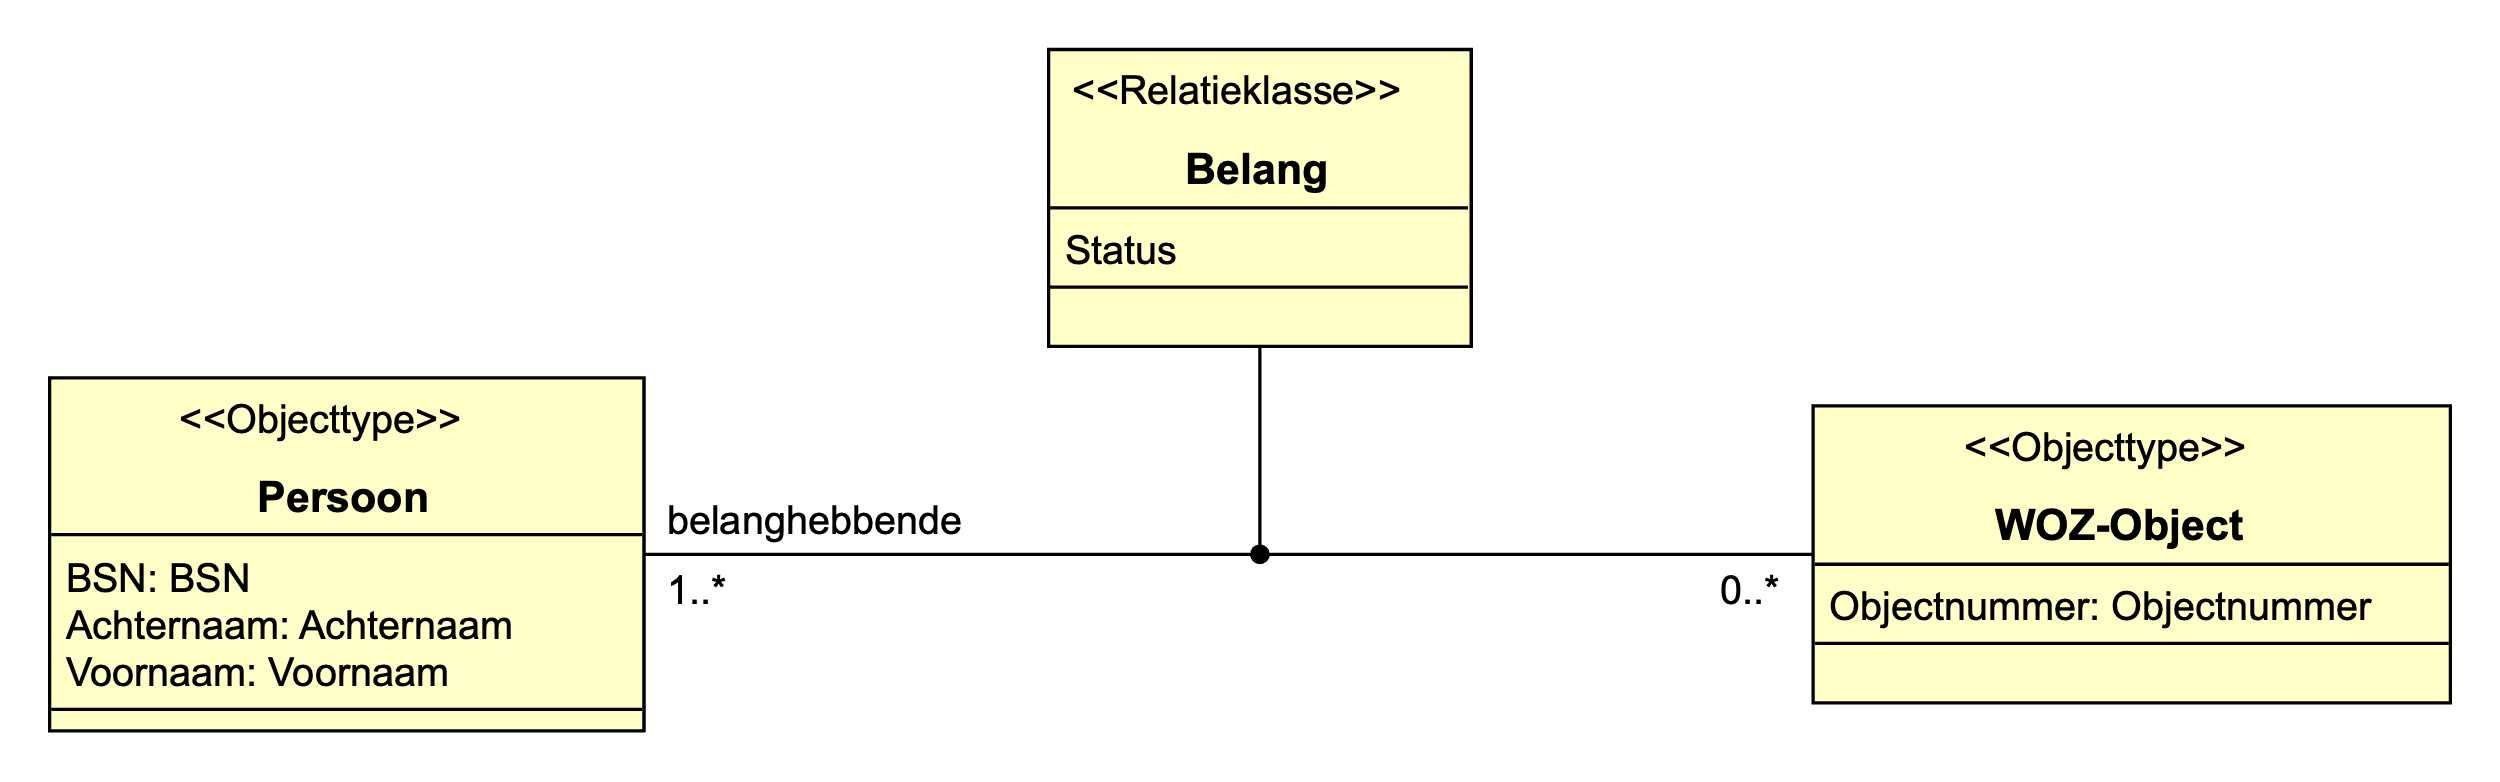 <<Relatieklasse>>
Belang
Status
<<Objecttype>>
Persoon
BSN: BSN
Achternaam: Achternaam
Voornaam: Voornaam
belanghebbende
1..*
0..*
<<Objecttype>>
WOZ-Object
Objectnummer: Objectnummer